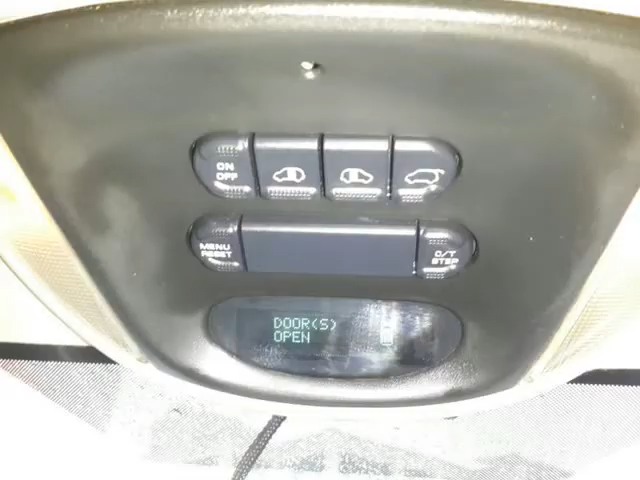 ON
OFF
MENU
RESET
C/T
STEP
DOOR(S)
OPEN